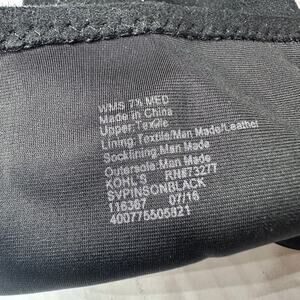 WMS 7½ MED
Made in China
Upper:Textile
Lining: Textile/Man Made/Leather
Socklining:Man Made
Outersole:Man Made
KOHL'S RN#73277
SVPINSONBLACK
116367 07/16
400775505821